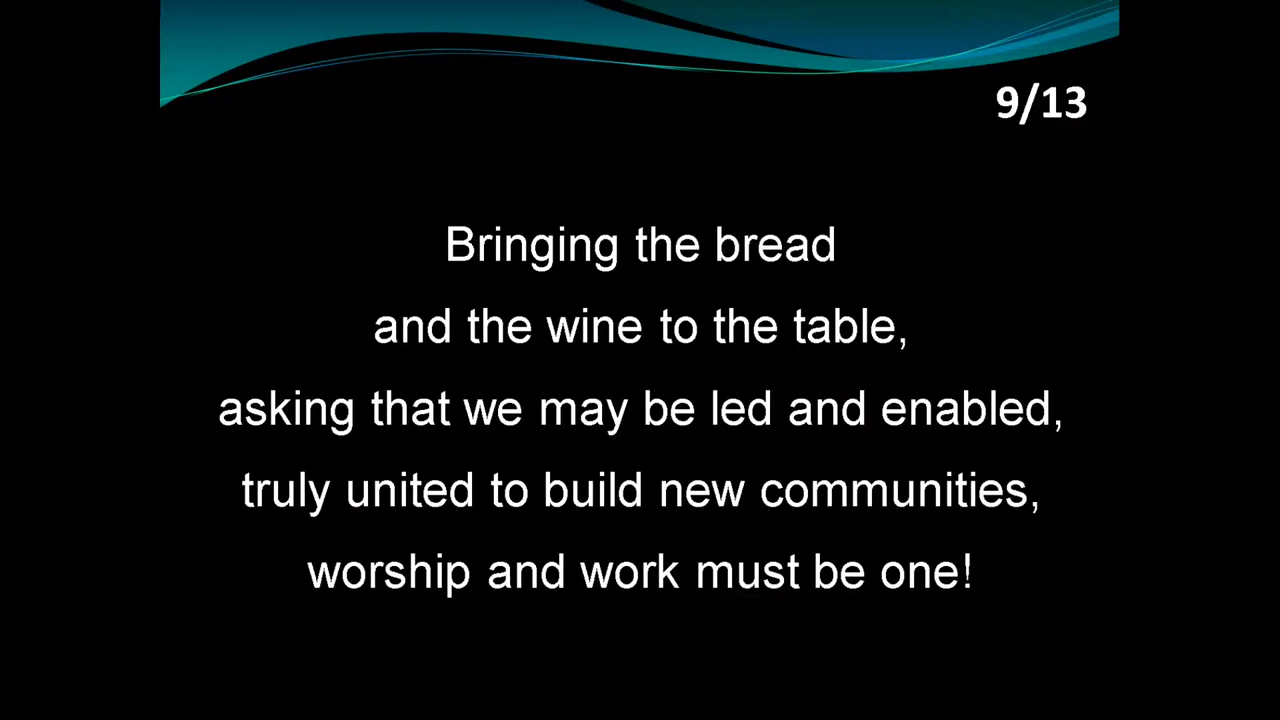 9/13
Bringing the bread
and the wine to the table,
asking that we may be led and enabled,
truly united to build new communities,
worship and work must be one!